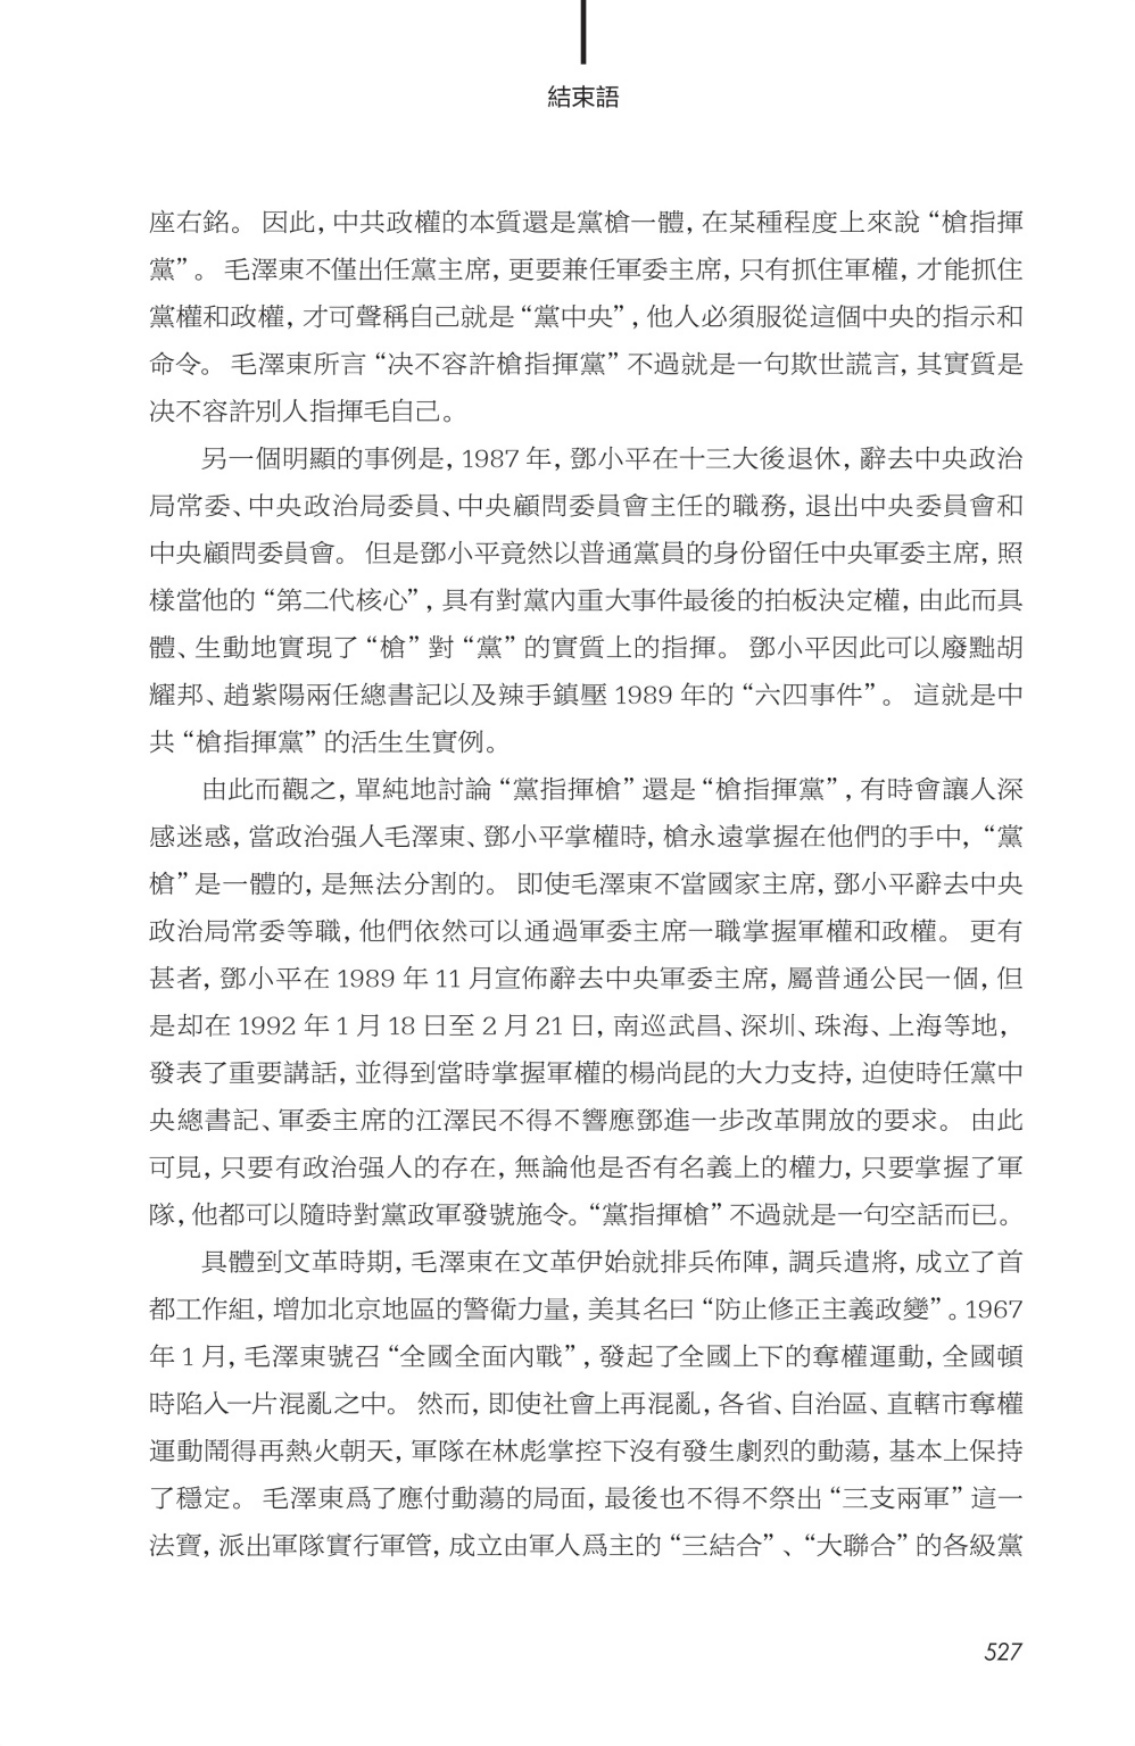 結束語
座右銘。 因此, 中共政權的本質還是黨槍一體, 在某種程度上來說 “槍指揮
黨” 。 毛澤東不僅出任黨主席, 更要兼任軍委主席, 只有抓住軍權, 才能抓住
黨權和政權, 才可聲稱自己就是 “黨中央” , 他人必須服從這個中央的指示和
命令。 毛澤東所言 “決不容許槍指揮黨” 不過就是一句欺世謊言, 其實質是
決不容許別人指揮毛自己。
另一個明顯的事例是, 1987 年, 鄧小平在十三大後退休, 辭去中央政治
局常委、中央政治局委員、中央顧問委員會主任的職務, 退出中央委員會和
中央顧問委員會。 但是鄧小平竟然以普通黨員的身份留任中央軍委主席, 照
樣當他的 “第二代核心” , 具有對黨內重大事件最後的拍板決定權, 由此而具
體、生動地實現了 “槍” 對 “黨” 的實質上的指揮。 鄧小平因此可以廢黜胡
耀邦、趙紫陽兩任總書記以及辣手鎮壓 1989 年的 “六四事件” 。 這就是中
共 “槍指揮黨” 的活生生實例。
由此而觀之, 單純地討論 “黨指揮槍” 還是 “槍指揮黨” , 有時會讓人深
感迷惑, 當政治强人毛澤東、鄧小平掌權時, 槍永遠掌握在他們的手中, “黨
槍” 是一體的, 是無法分割的。 即使毛澤東不當國家主席, 鄧小平辭去中央
政治局常委等職, 他們依然可以通過軍委主席一職掌握軍權和政權。 更有
甚者, 鄧小平在 1989 年 11 月宣佈辭去中央軍委主席, 屬普通公民一個, 但
是却在 1992 年 1 月 18 日至 2 月 21 日, 南巡武昌、深圳、珠海、上海等地,
發表了重要講話, 並得到當時掌握軍權的楊尚昆的大力支持, 迫使時任黨中
央總書記、軍委主席的江澤民不得不響應鄧進一步改革開放的要求。 由此
可見, 只要有政治强人的存在, 無論他是否有名義上的權力, 只要掌握了軍
隊, 他都可以隨時對黨政軍發號施令。“黨指揮槍” 不過就是一句空話而已。
具體到文革時期, 毛澤東在文革伊始就排兵佈陣, 調兵遣將, 成立了首
都工作組, 增加北京地區的警衛力量, 美其名曰 “防止修正主義政變” 。1967
年 1 月, 毛澤東號召 “全國全面內戰” , 發起了全國上下的奪權運動, 全國頓
時陷入一片混亂之中。 然而, 即使社會上再混亂, 各省、自治區、直轄市奪權
運動鬧得再熱火朝天, 軍隊在林彪掌控下沒有發生劇烈的動蕩, 基本上保持
了穩定。 毛澤東爲了應付動蕩的局面, 最後也不得不祭出 “三支兩軍” 這一
法寶, 派出軍隊實行軍管, 成立由軍人爲主的 “三結合” 、“大聯合” 的各級黨
527